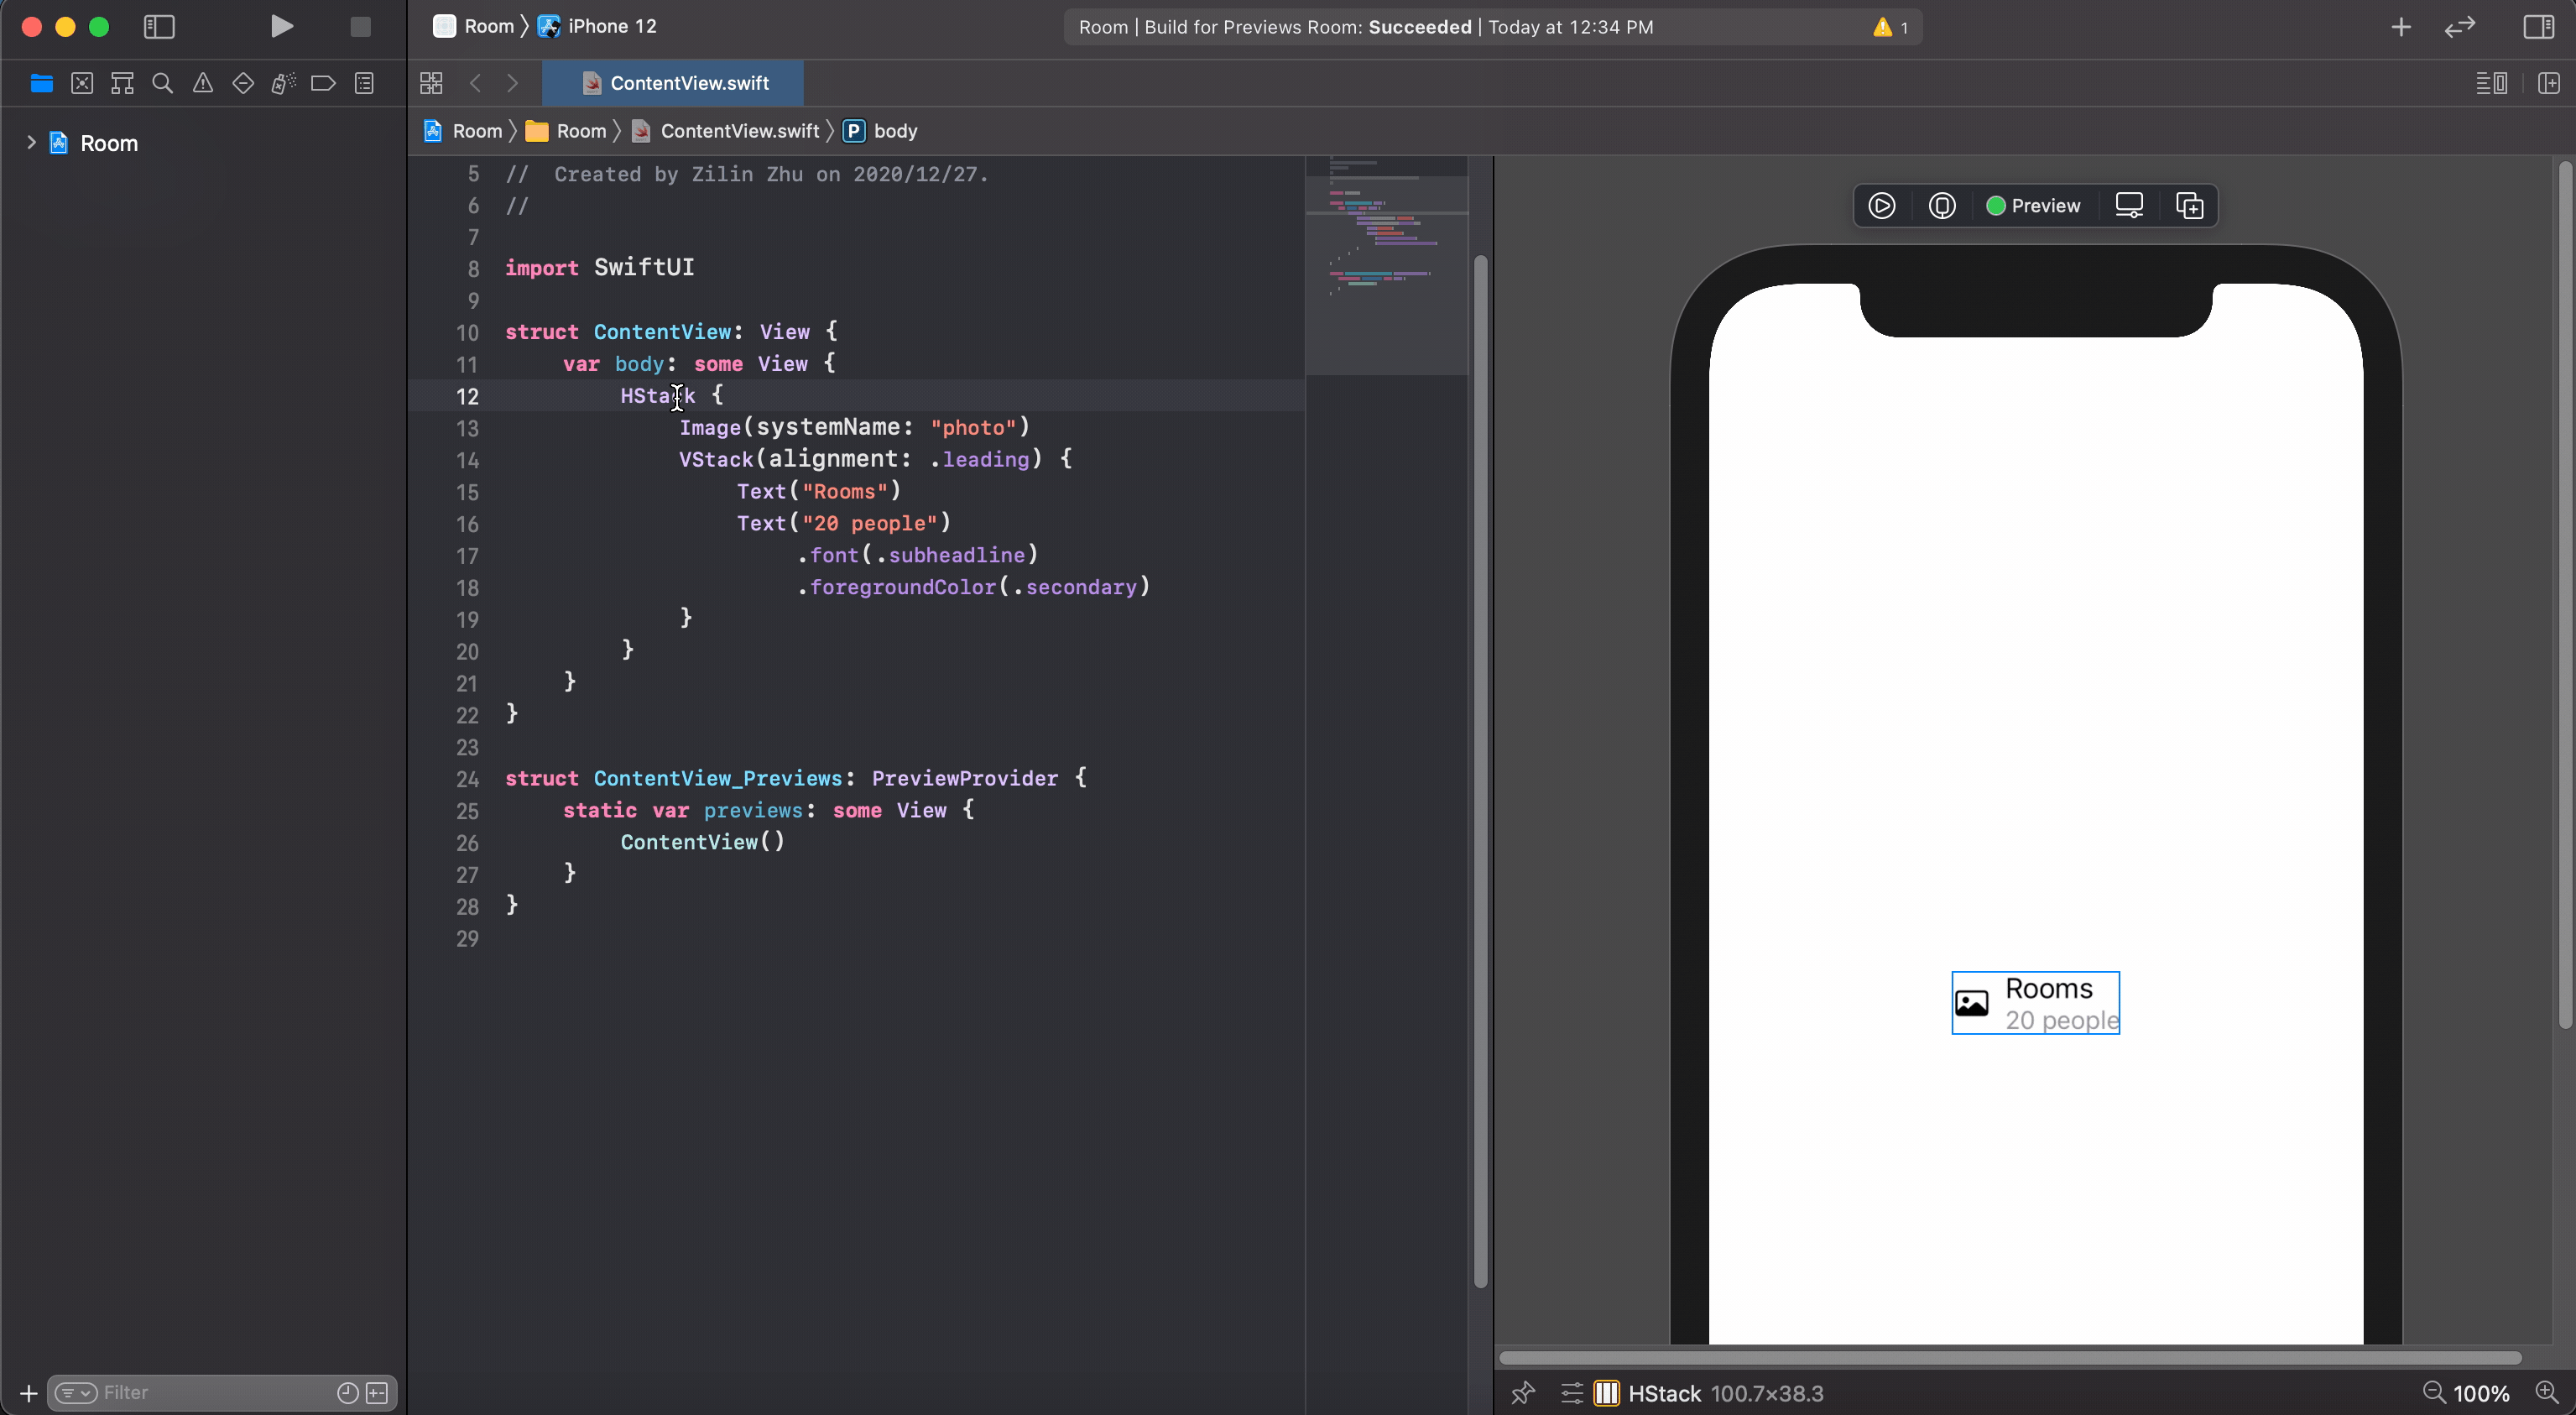 Room 〉 iPhone 12
Room | Build for Previews Room: Succeeded | Today at 12:34 PM
1
ContentView.swift
Room 〉 Room 〉 ContentView.swift 〉 P body
Room
5 //  Created by Zilin Zhu on 2020/12/27.
6 //
7
8 import SwiftUI
9
10 struct ContentView: View {
11     var body: some View {
12         HStack {
13             Image(systemName: "photo")
14             VStack(alignment: .leading) {
15                 Text("Rooms")
16                 Text("20 people")
17                     .font(.subheadline)
18                     .foregroundColor(.secondary)
19             }
20         }
21     }
22 }
23
24 struct ContentView_Previews: PreviewProvider {
25     static var previews: some View {
26         ContentView()
27     }
28 }
29
Preview
Rooms
20 people
Filter
HStack 100.7×38.3
100%